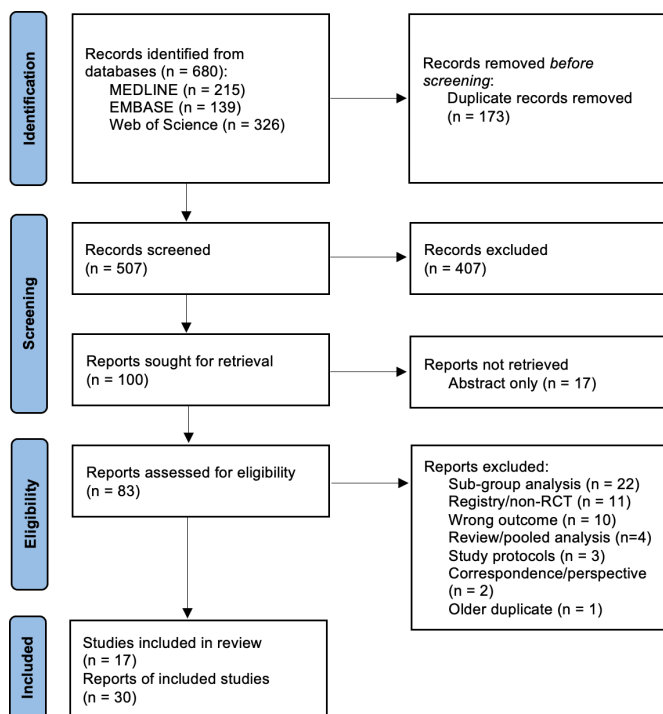 Identification
Records identified from
databases (n = 680):
MEDLINE (n = 215)
EMBASE (n = 139)
Web of Science (n = 326)
Records removed before
screening:
Duplicate records removed
(n = 173)
Screening
Records screened
(n = 507)
Records excluded
(n = 407)
Reports sought for retrieval
(n = 100)
Reports not retrieved
Abstract only (n = 17)
Eligibility
Reports assessed for eligibility
(n = 83)
Reports excluded:
Sub-group analysis (n = 22)
Registry/non-RCT (n = 11)
Wrong outcome (n = 10)
Review/pooled analysis (n=4)
Study protocols (n = 3)
Correspondence/perspective
(n = 2)
Older duplicate (n = 1)
Included
Studies included in review
(n = 17)
Reports of included studies
(n = 30)